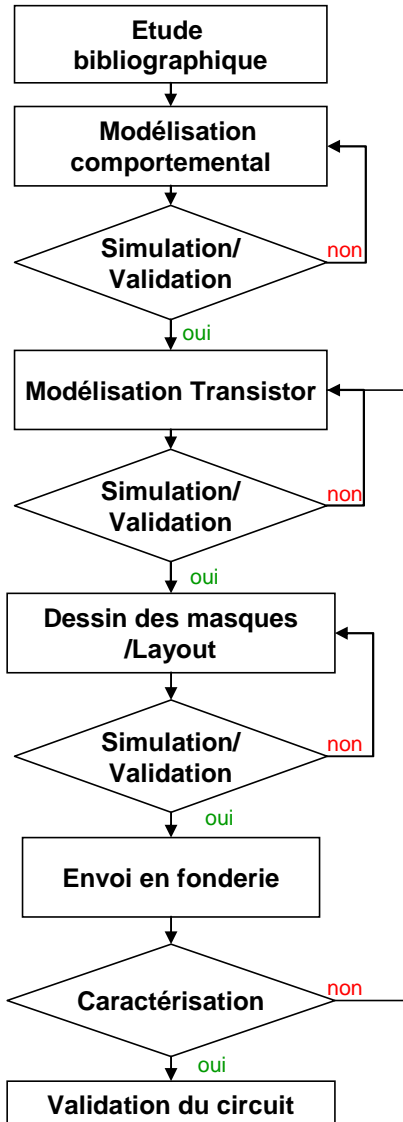 Etude
bibliographique
Modélisation
comportemental
Simulation/
Validation
non
oui
Modélisation Transistor
Simulation/
Validation
non
oui
Dessin des masques
/Layout
Simulation/
Validation
non
oui
Envoi en fonderie
Caractérisation
non
oui
Validation du circuit